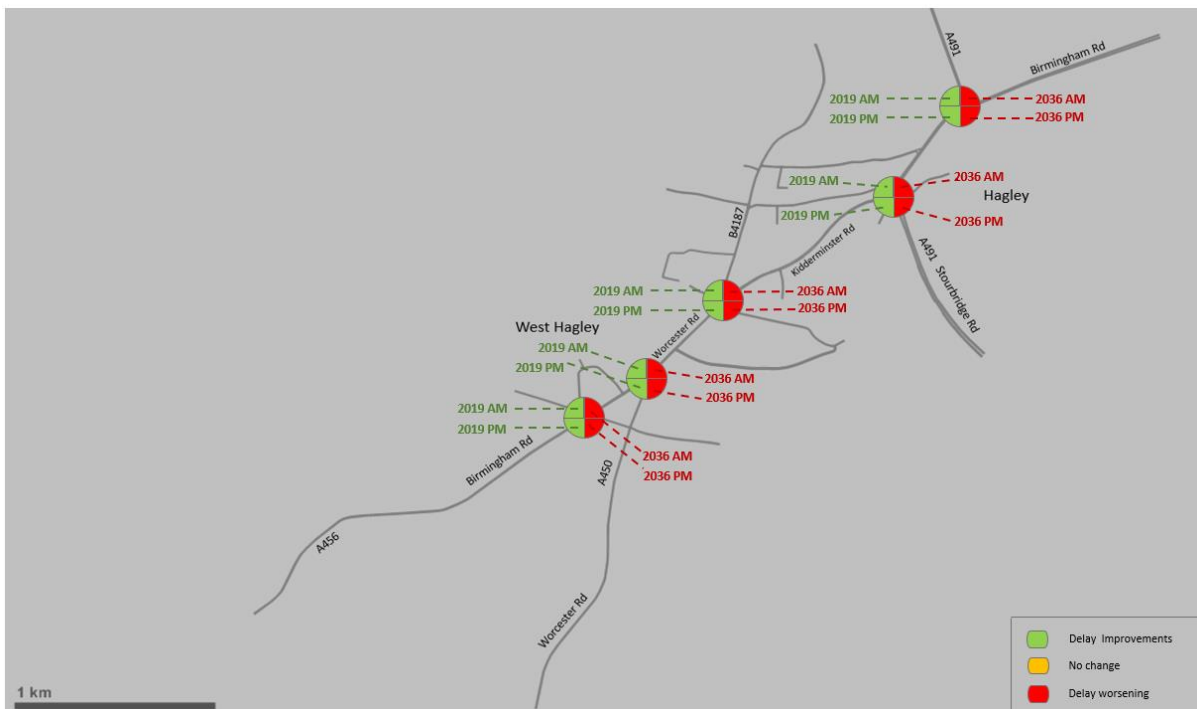 A491
Birmingham Rd
2019 AM
2036 AM
2019 PM
2036 PM
2019 AM
2036 AM
Hagley
2019 PM
2036 PM
B4187
Kidderminster Rd
A491 Stourbridge Rd
2019 AM
2036 AM
2019 PM
2036 PM
West Hagley
Worcester Rd
2019 AM
2019 PM
2036 AM
2036 PM
2019 AM
2019 PM
2036 AM
2036 PM
Birmingham Rd
A450
A456
Worcester Rd
Delay Improvements
No change
Delay worsening
1 km